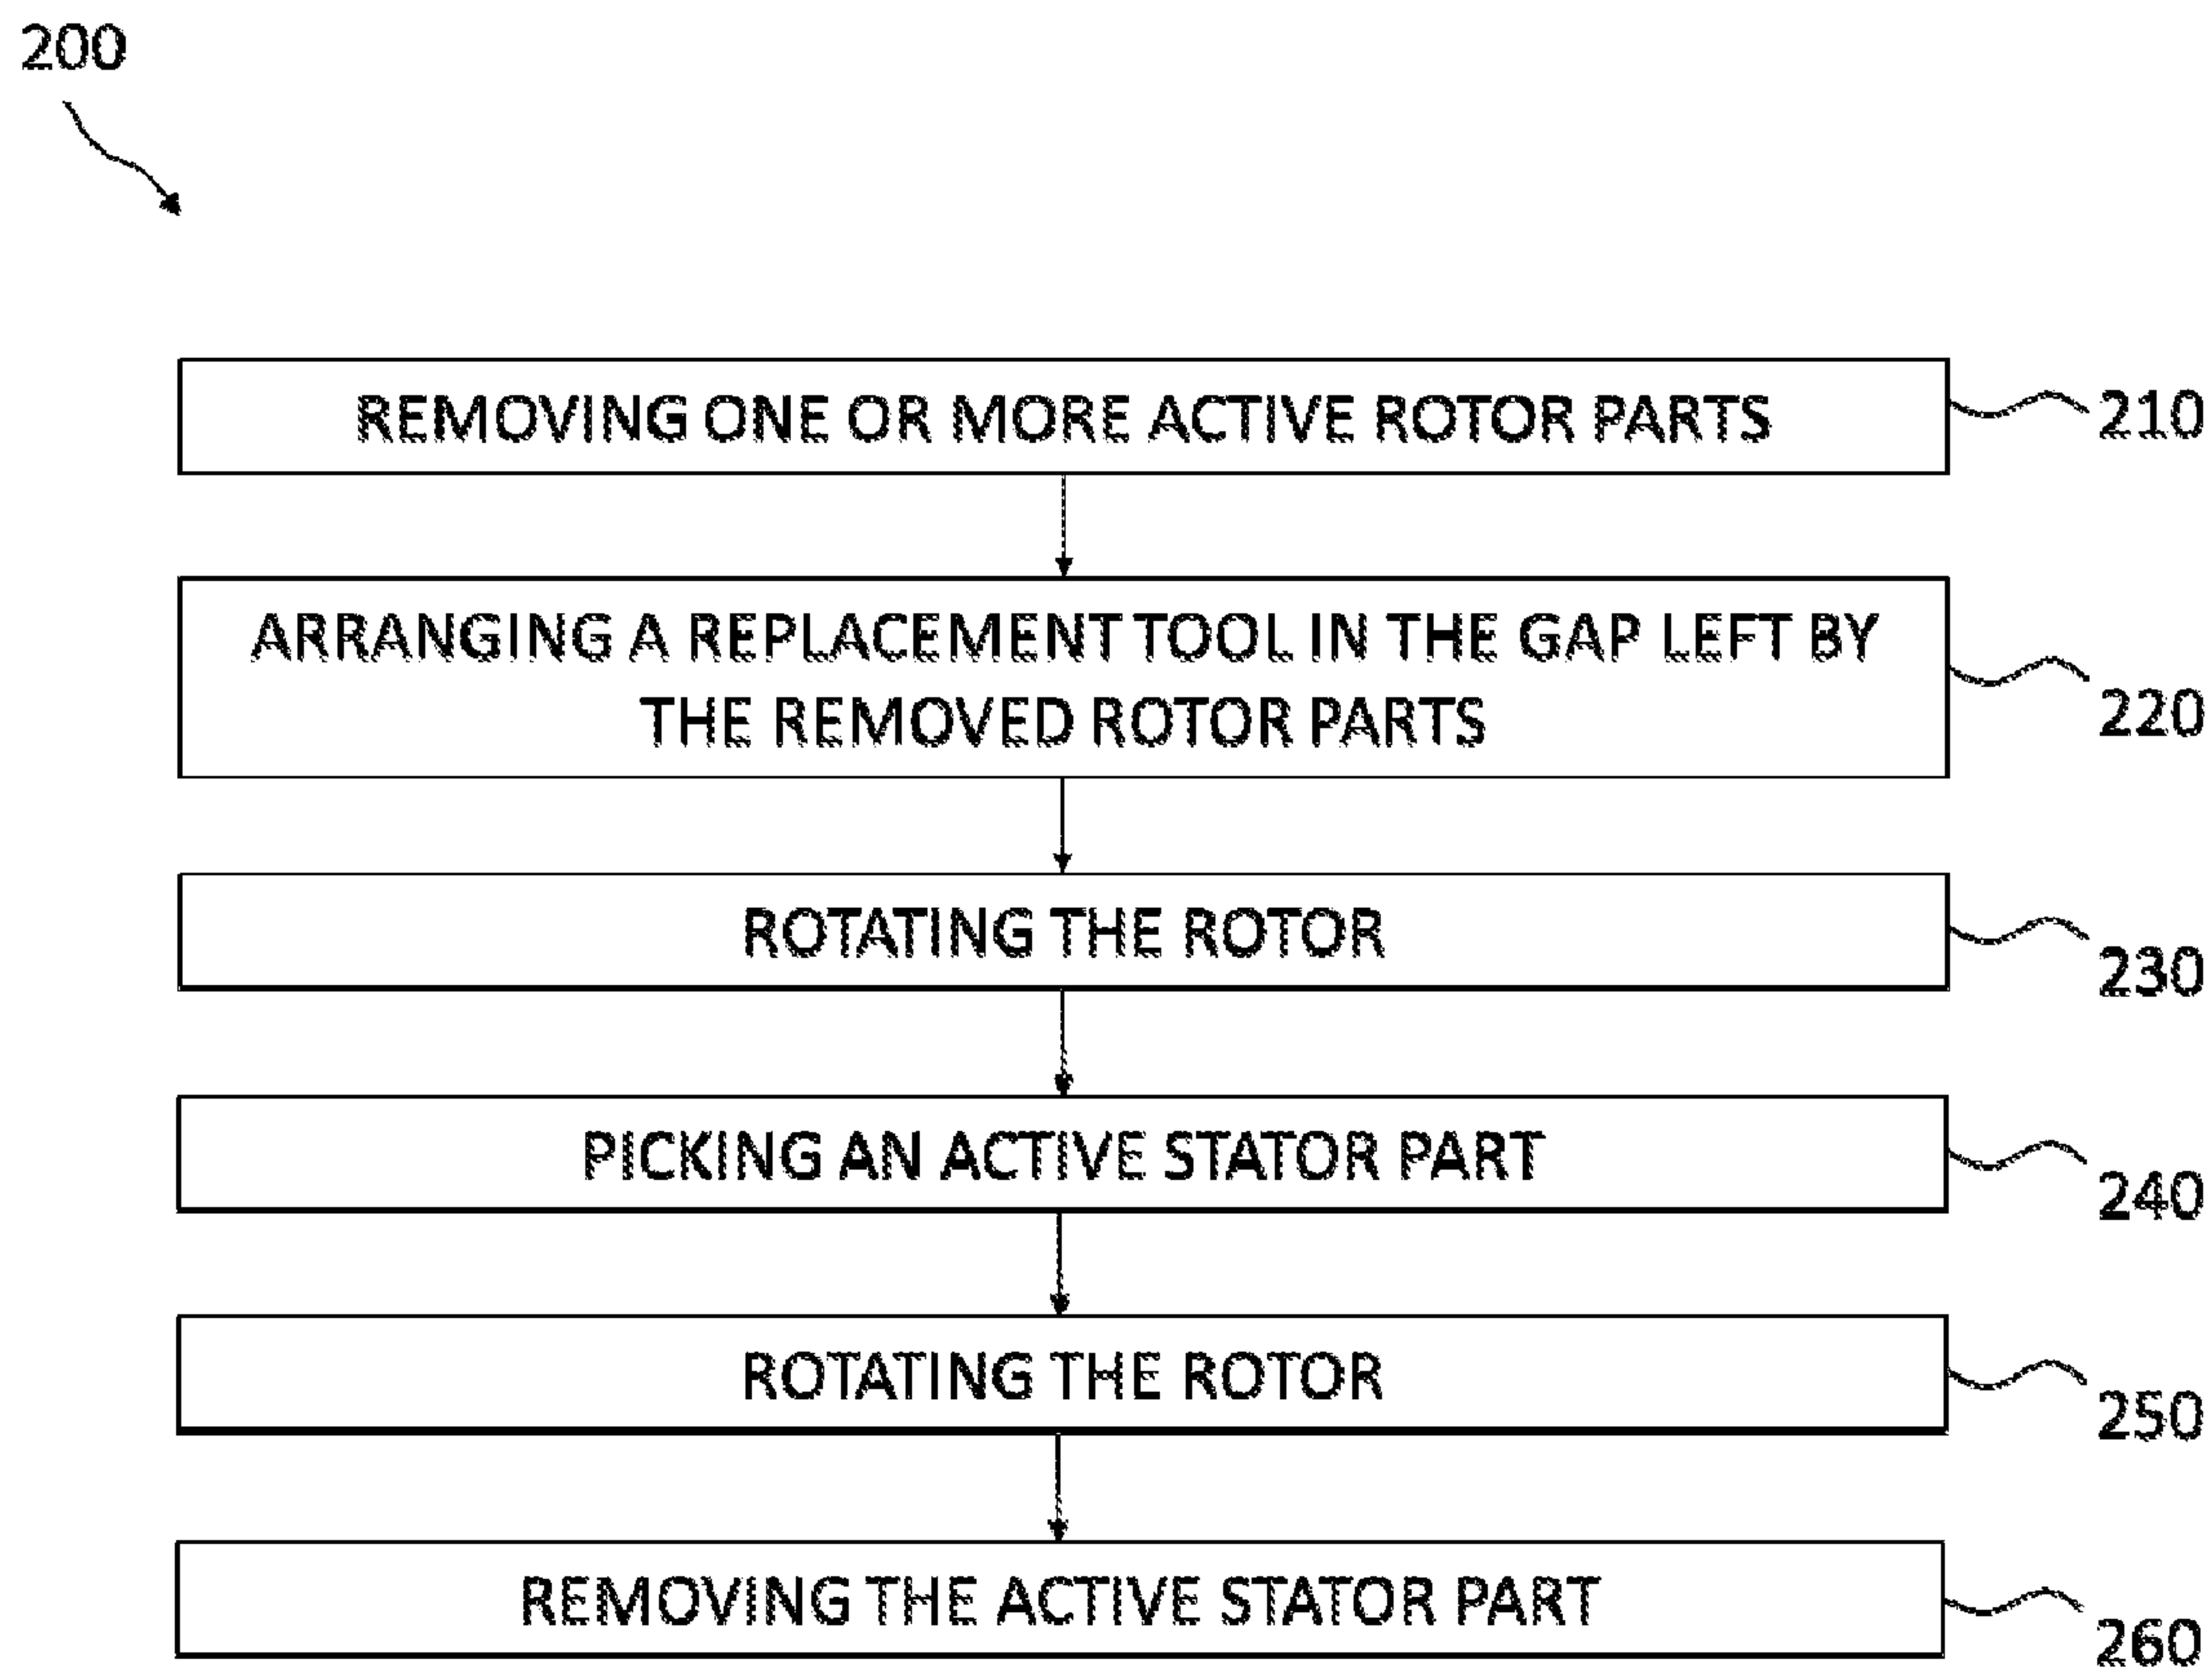 200
REMOVING ONE OR MORE ACTIVE ROTOR PARTS
210
ARRANGING A REPLACEMENT TOOL IN THE GAP LEFT BY
THE REMOVED ROTOR PARTS
220
ROTATING THE ROTOR
230
PICKING AN ACTIVE STATOR PART
240
ROTATING THE ROTOR
250
REMOVING THE ACTIVE STATOR PART
260